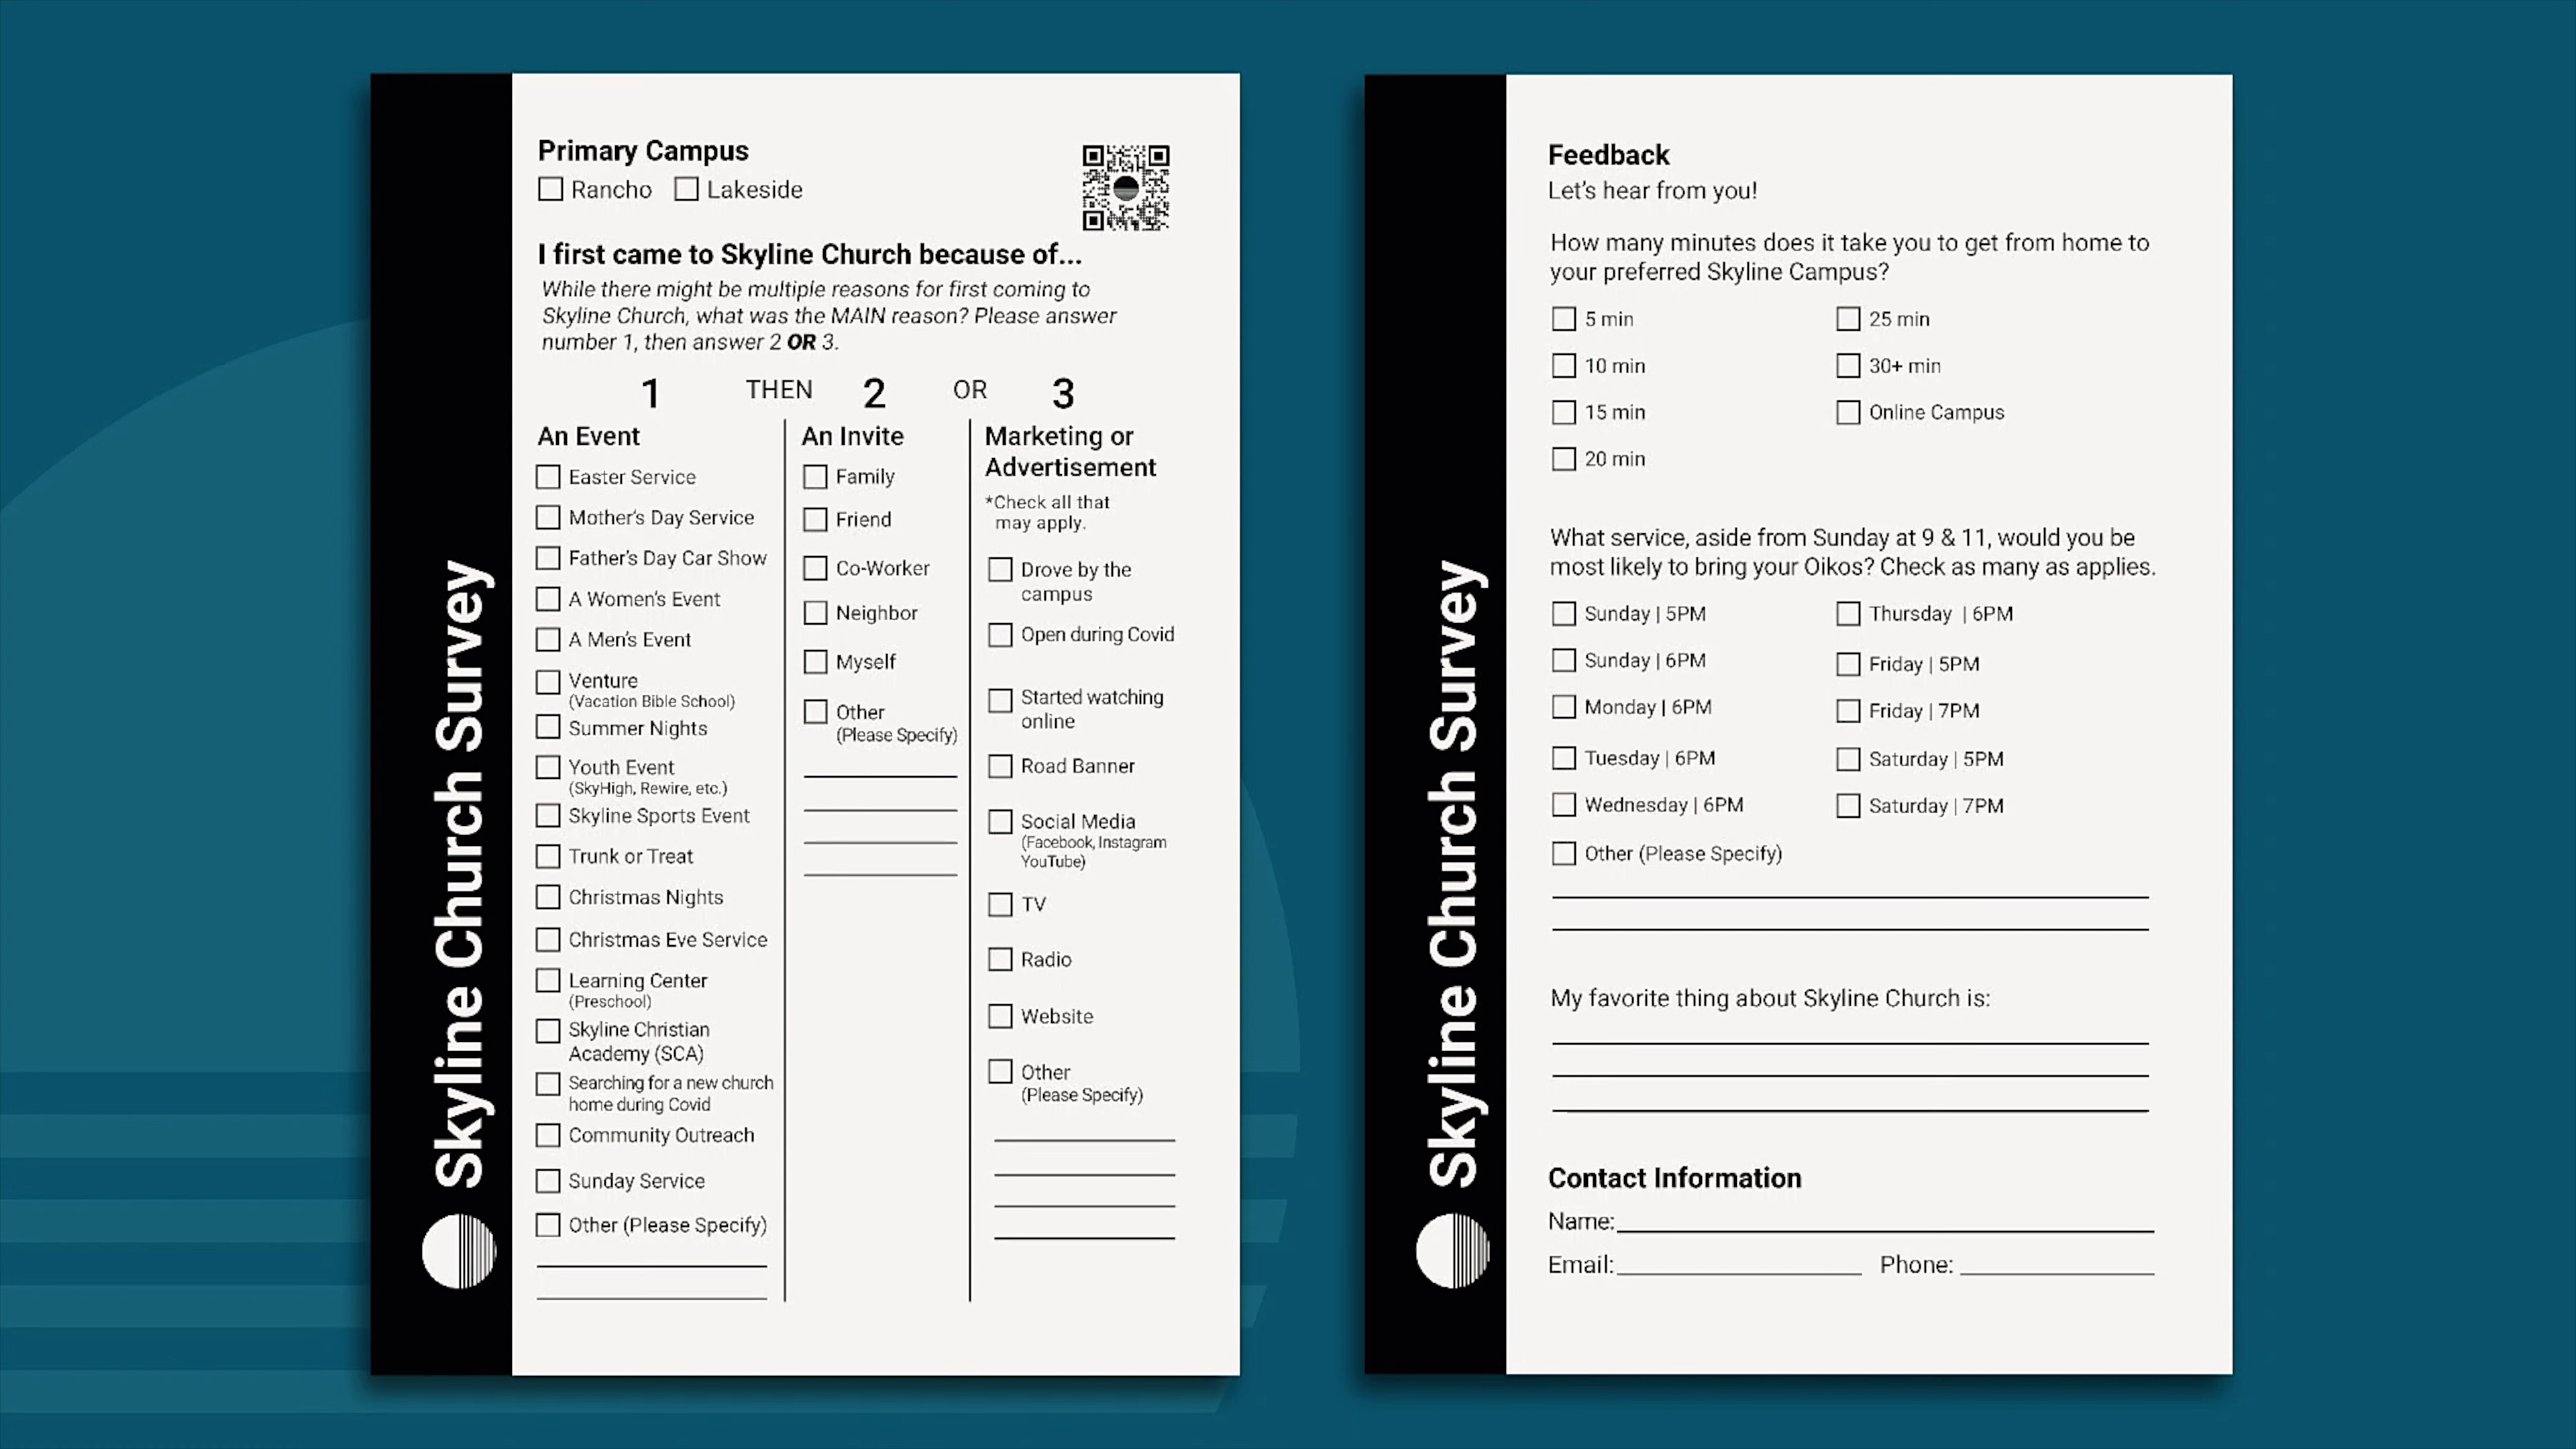 Skyline Church Survey
Primary Campus
Rancho
Lakeside
I first came to Skyline Church because of...
While there might be multiple reasons for first coming to
Skyline Church, what was the MAIN reason? Please answer
number 1, then answer 2 OR 3.
1 THEN 2 OR 3
An Event
Easter Service
Mother's Day Service
Father's Day Car Show
A Women's Event
A Men's Event
Venture
(Vacation Bible School)
Summer Nights
Youth Event
(SkyHigh, Rewire, etc.)
Skyline Sports Event
Trunk or Treat
Christmas Nights
Christmas Eve Service
Learning Center
(Preschool)
Skyline Christian
Academy (SCA)
Searching for a new church
home during Covid
Community Outreach
Sunday Service
Other (Please Specify)
An Invite
Family
Friend
Co-Worker
Neighbor
Myself
Other
(Please Specify)
Marketing or
Advertisement
*Check all that
may apply.
Drove by the
campus
Open during Covid
Started watching
online
Road Banner
Social Media
(Facebook, Instagram
YouTube)
TV
Radio
Website
Other
(Please Specify)
Skyline Church Survey
Feedback
Let's hear from you!
How many minutes does it take you to get from home to
your preferred Skyline Campus?
5 min
10 min
15 min
20 min
25 min
30+ min
Online Campus
What service, aside from Sunday at 9 & 11, would you be
most likely to bring your Oikos? Check as many as applies.
Sunday | 5PM
Sunday | 6PM
Monday | 6PM
Tuesday | 6PM
Wednesday | 6PM
Other (Please Specify)
Thursday | 6PM
Friday | 5PM
Friday | 7PM
Saturday | 5PM
Saturday | 7PM
My favorite thing about Skyline Church is:
Contact Information
Name:
Email: Phone: